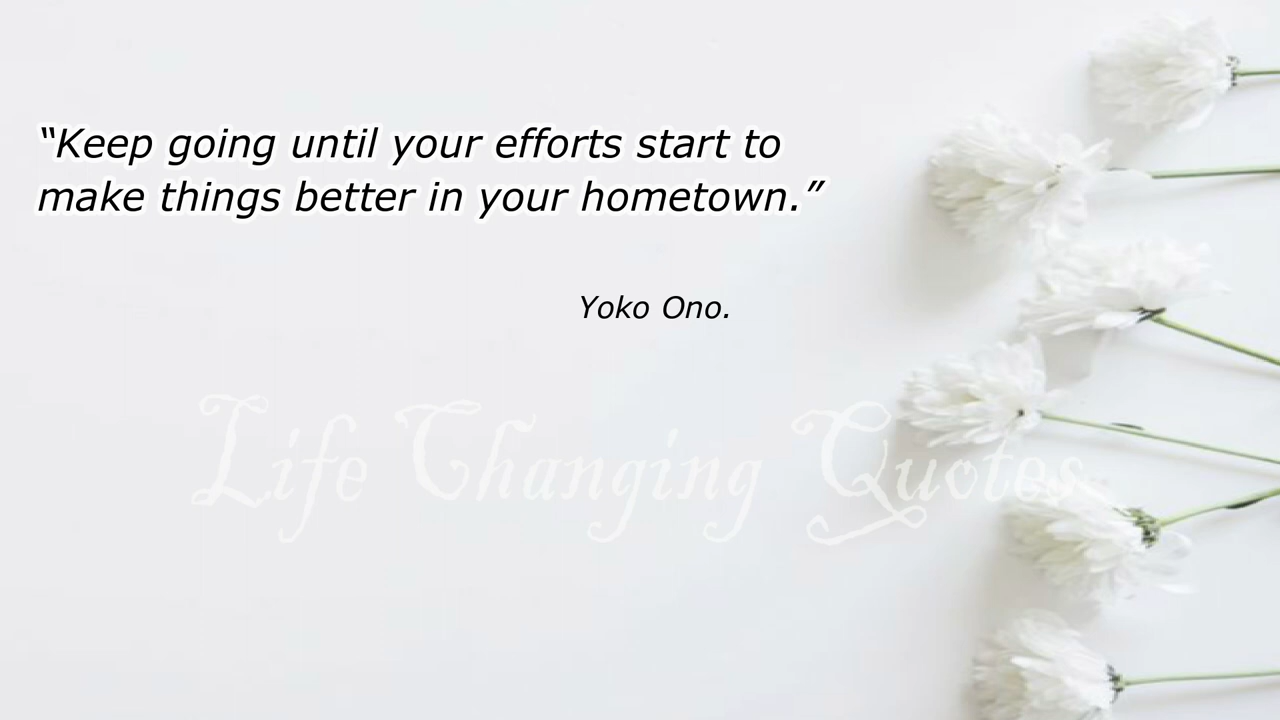 “Keep going until your efforts start to
make things better in your hometown.”
Yoko Ono.
Life Changing Quotes